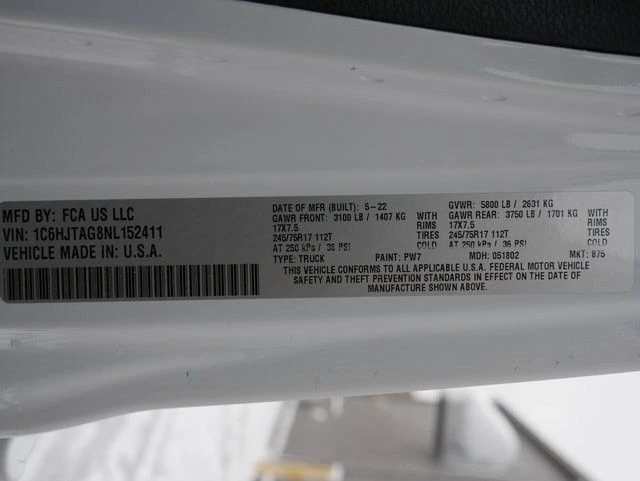 MFD BY: FCA US LLC
VIN: 1C6HJTAG8NL152411
VEHICLE MADE IN U.S.A.
DATE OF MFR (BUILT): 5-22 GVWR: 5800 LB / 2631 KG
GAWR FRONT: 3100 LB / 1407 KG WITH GAWR REAR: 3750 LB / 1701 KG WITH
17X7.5 RIMS 17X7.5 RIMS
245/75R17 112T TIRES 245/75R17 112T TIRES
AT 250 kPa / 36 PSI COLD AT 250 kPa / 36 PSI COLD
TYPE: TRUCK PAINT: PW7 MDH: 051802 MKT: B75
THIS VEHICLE CONFORMS TO ALL APPLICABLE U.S.A. FEDERAL MOTOR VEHICLE
SAFETY AND THEFT PREVENTION STANDARDS IN EFFECT ON THE DATE OF
MANUFACTURE SHOWN ABOVE.